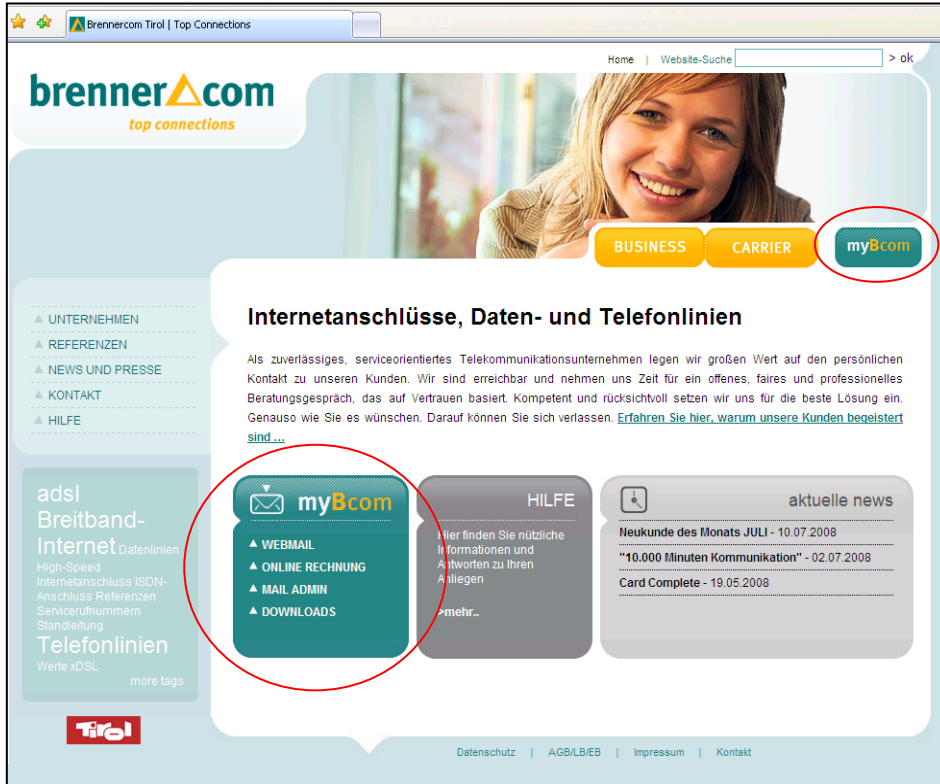 Brennercom Tirol | Top Connections
Home | Website-Suche > ok
brenner com
top connections
BUSINESS
CARRIER
myBcom
UNTERNEHMEN
REFERENZEN
NEWS UND PRESSE
KONTAKT
HILFE
Internetanschlüsse, Daten- und Telefonlinien
Als zuverlässiges, serviceorientiertes Telekommunikationsunternehmen legen wir großen Wert auf den persönlichen
Kontakt zu unseren Kunden. Wir sind erreichbar und nehmen uns Zeit für ein offenes, faires und professionelles
Beratungsgespräch, das auf Vertrauen basiert. Kompetent und rücksichtvoll setzen wir uns für die beste Lösung ein.
Genauso wie Sie es wünschen. Darauf können Sie sich verlassen. Erfahren Sie hier, warum unsere Kunden begeistert
sind ...
adsl
Breitband-
Internet Datenlinien
High-Speed
Internetanschluss ISDN-
Anschluss Referenzen
Servicerufnummern
Standleitung
Telefonlinien
Werte xDSL
more tags
Tirol
myBcom
WEBMAIL
ONLINE RECHNUNG
MAIL ADMIN
DOWNLOADS
HILFE
Hier finden Sie nützliche
Informationen und
Antworten zu Ihren
Anliegen
>mehr..
aktuelle news
Neukunde des Monats JULI - 10.07.2008
"10.000 Minuten Kommunikation" - 02.07.2008
Card Complete - 19.05.2008
Datenschutz | AGB/LB/EB | Impressum | Kontakt